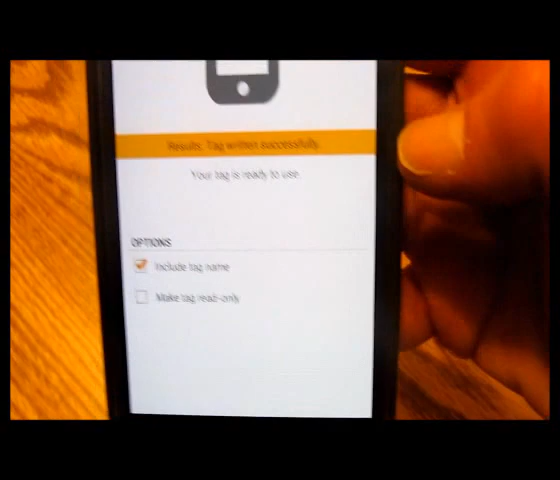 Results: Tag written successfully.
Your tag is ready to use.
OPTIONS
Include tag name
Make tag read-only